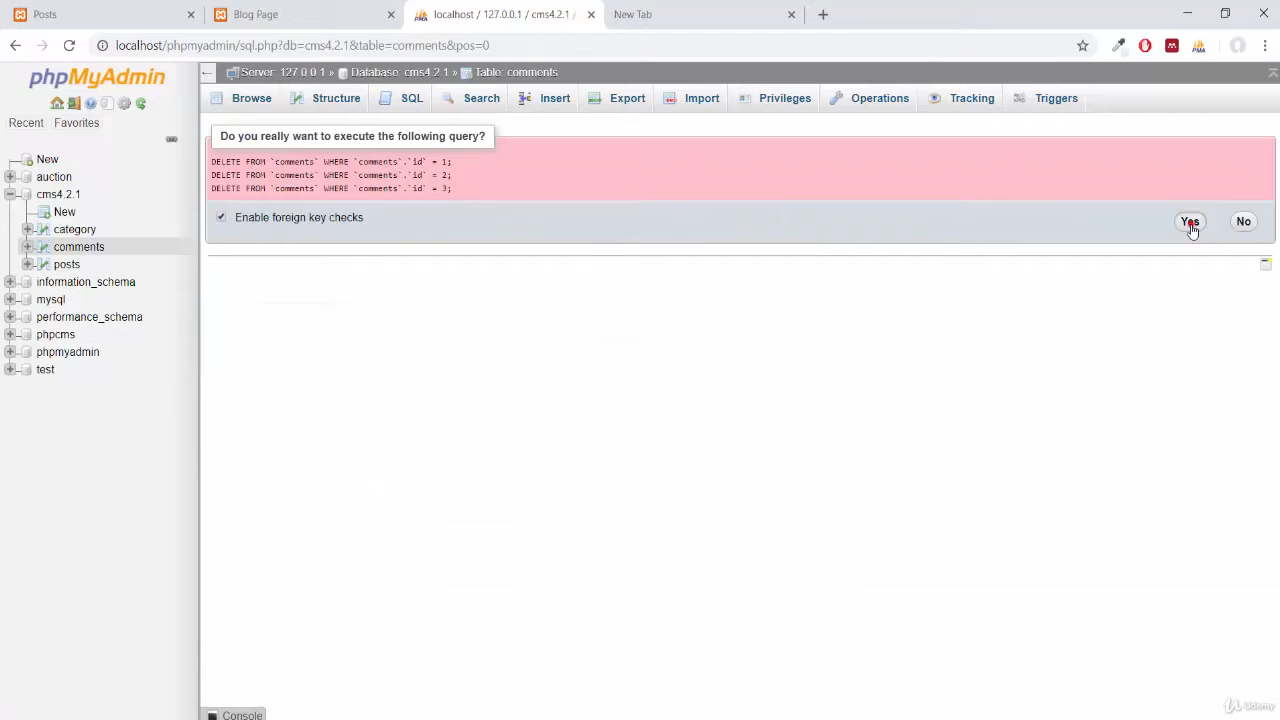 Posts
Blog Page
localhost / 127.0.0.1 / cms4.2.1 /
New Tab
localhost/phpmyadmin/sql.php?db=cms4.2.1&table=comments&pos=0
phpMyAdmin
Recent
Favorites
New
auction
cms4.2.1
New
category
comments
posts
information_schema
mysql
performance_schema
phpcms
phpmyadmin
test
Server: 127.0.0.1 » Database: cms4.2.1 » Table: comments
Browse Structure SQL Search Insert Export Import Privileges Operations Tracking Triggers
Do you really want to execute the following query?
DELETE FROM `comments` WHERE `comments`.`id` = 1;
DELETE FROM `comments` WHERE `comments`.`id` = 2;
DELETE FROM `comments` WHERE `comments`.`id` = 3;
Enable foreign key checks
Yes
No
Console
Udemy